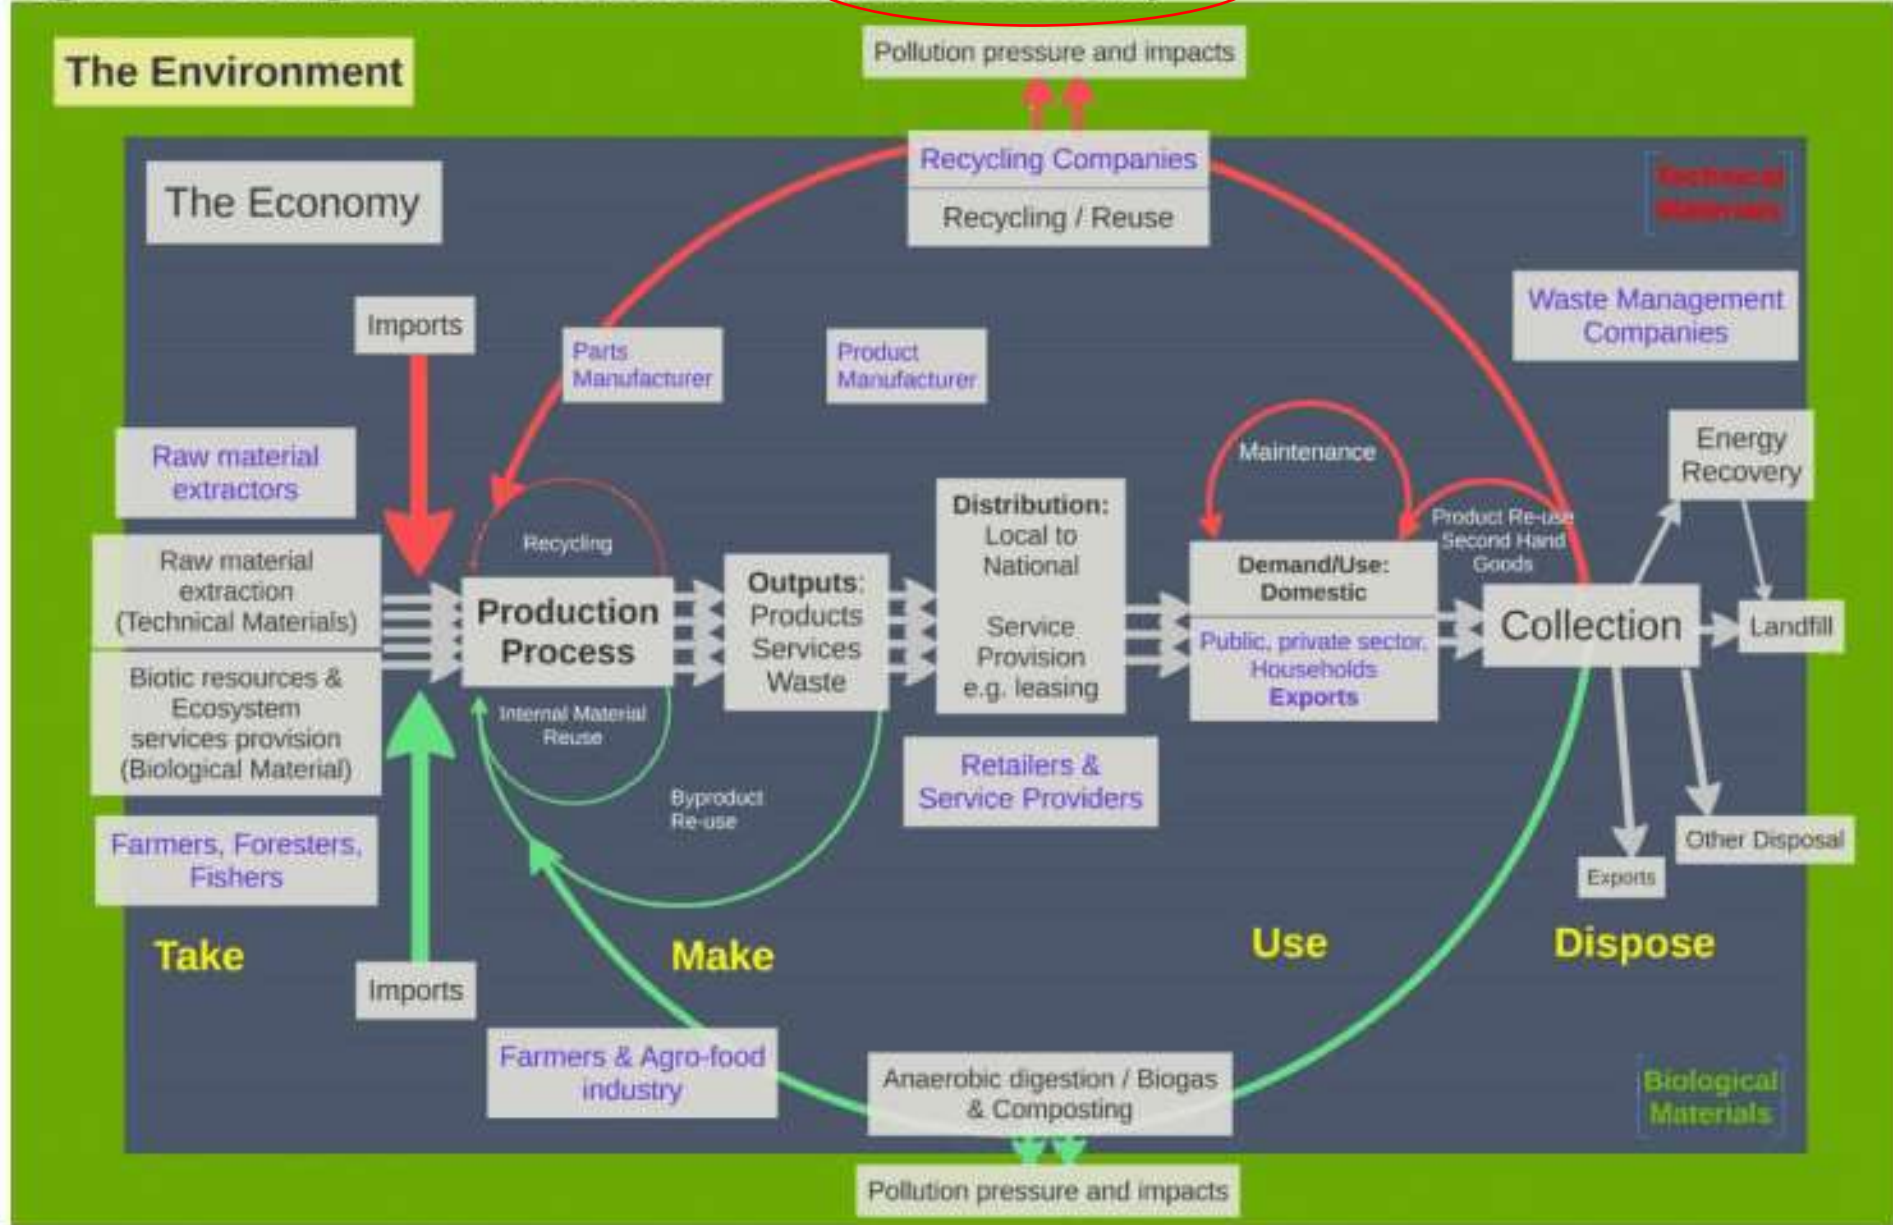 The Environment
Pollution pressure and impacts
Recycling Companies
Recycling / Reuse
The Economy
Technical
Materials
Waste Management
Companies
Imports
Parts
Manufacturer
Product
Manufacturer
Energy
Recovery
Raw material
extractors
Maintenance
Product Re-use
Second Hand
Goods
Recycling
Raw material
extraction
(Technical Materials)
Production
Process
Outputs:
Products
Services
Waste
Distribution:
Local to
National
Service
Provision
e.g. leasing
Demand/Use:
Domestic
Public, private sector,
Households
Exports
Collection
Landfill
Biotic resources &
Ecosystem
services provision
(Biological Material)
Internal Material
Reuse
Byproduct
Re-use
Retailers &
Service Providers
Other Disposal
Exports
Farmers, Foresters,
Fishers
Take
Make
Use
Dispose
Imports
Farmers & Agro-food
industry
Anaerobic digestion / Biogas
& Composting
Biological
Materials
Pollution pressure and impacts